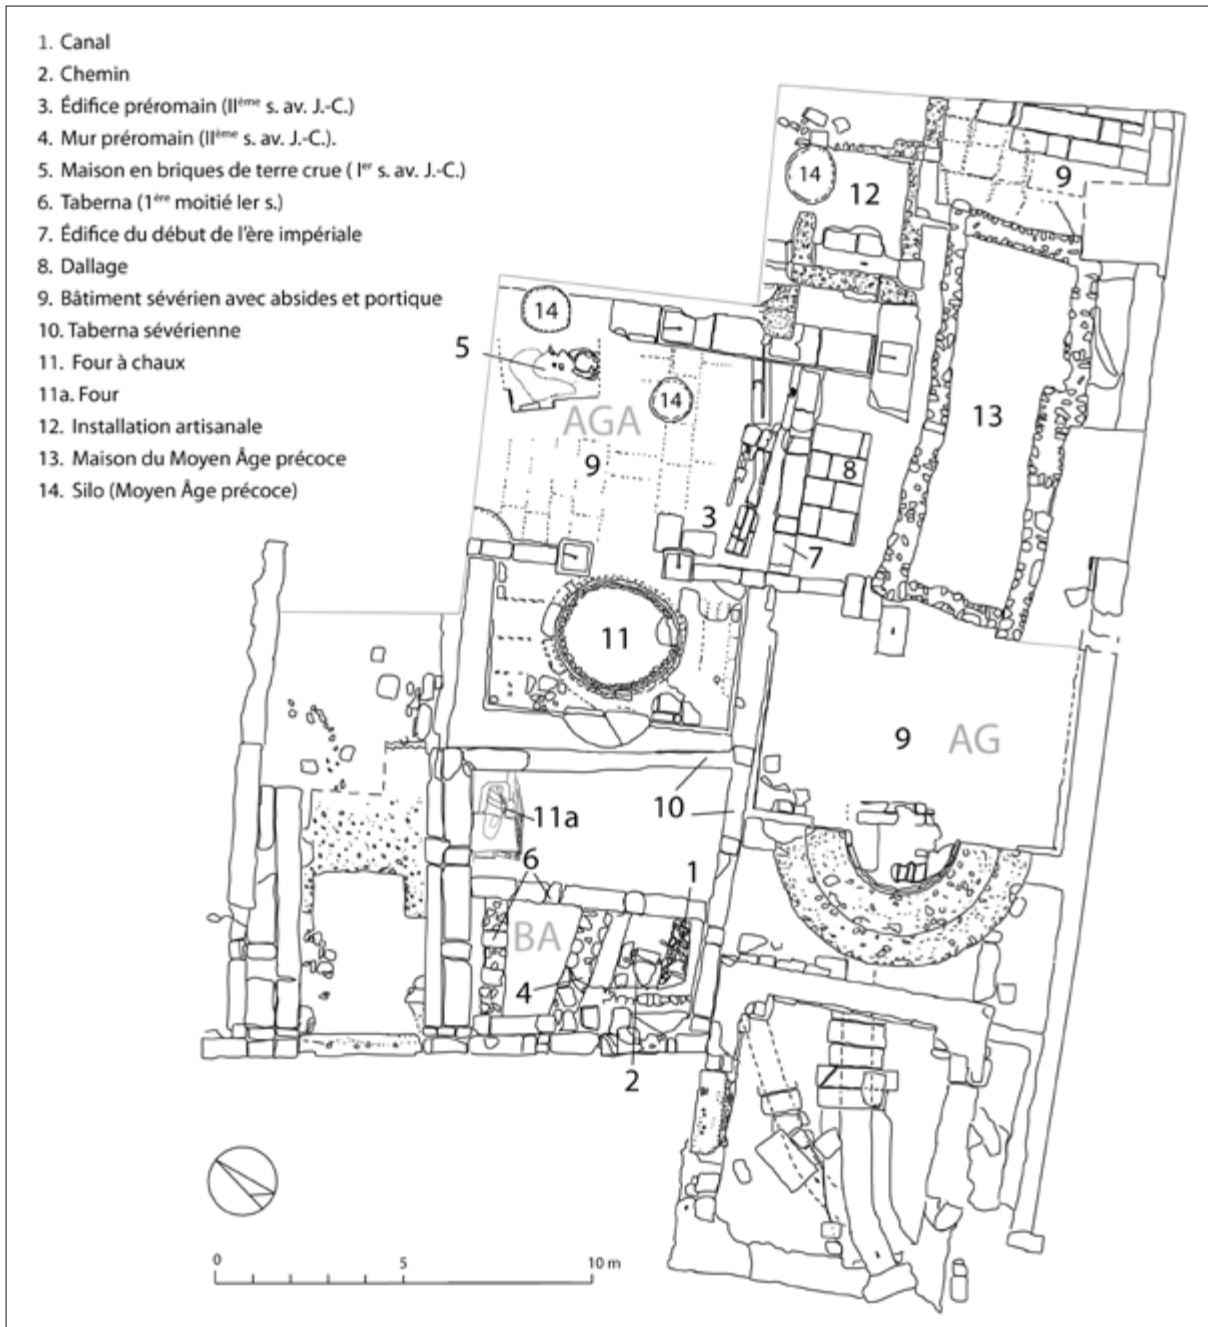 1. Canal
2. Chemin
3. Édifice préromain (IIème s. av. J.-C.)
4. Mur préromain (IIème s. av. J.-C.).
5. Maison en briques de terre crue ( Ier s. av. J.-C.)
6. Taberna (1ère moitié Ier s.)
7. Édifice du début de l'ère impériale
8. Dallage
9. Bâtiment sévérien avec absides et portique
10. Taberna sévérienne
11. Four à chaux
11a. Four
12. Installation artisanale
13. Maison du Moyen Âge précoce
14. Silo (Moyen Âge précoce)
14
12
9
14
5
14
AGA
13
9
8
3
7
11
9
AG
10
11a
6
1
BA
4
2
0
5
10 m